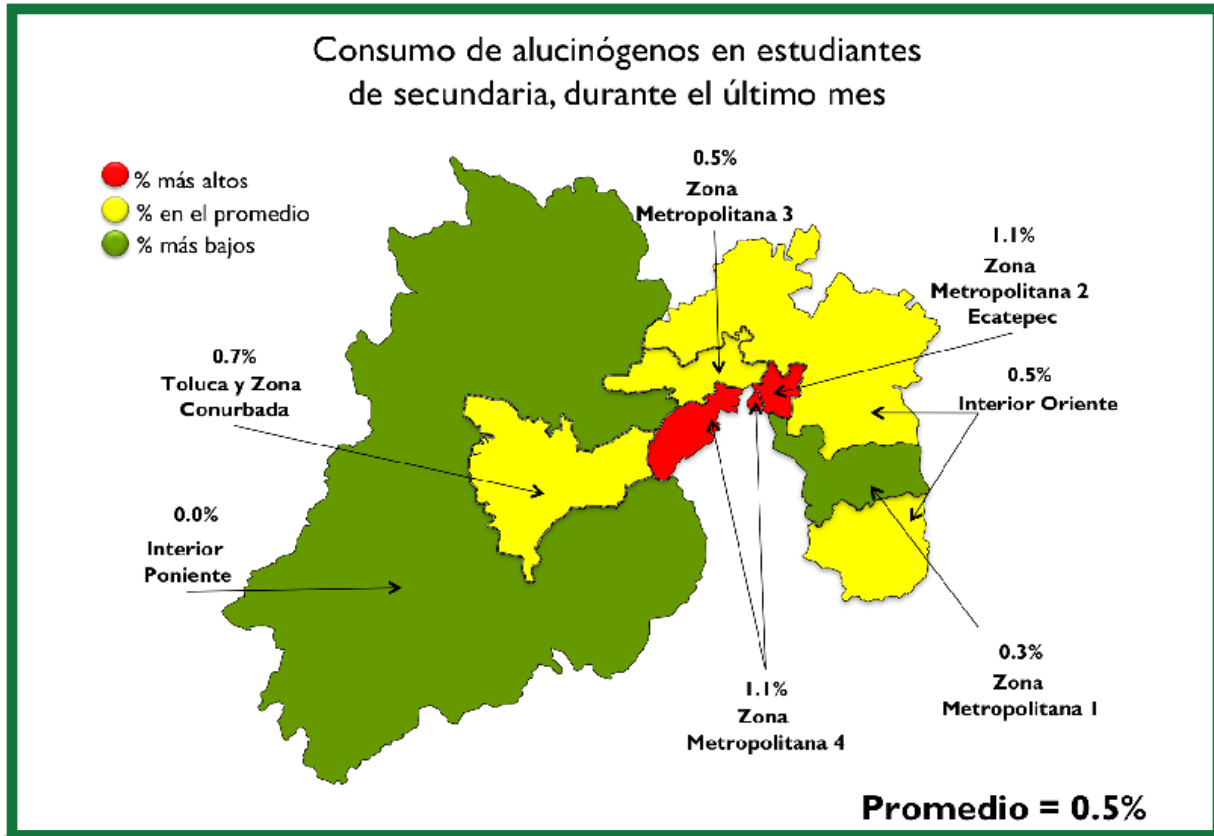 Consumo de alucinógenos en estudiantes
de secundaria, durante el último mes
% más altos
% en el promedio
% más bajos
0.5%
Zona
Metropolitana 3
1.1%
Zona
Metropolitana 2
Ecatepec
0.7%
Toluca y Zona
Conurbada
0.5%
Interior Oriente
0.0%
Interior
Poniente
0.3%
Zona
Metropolitana 1
1.1%
Zona
Metropolitana 4
Promedio = 0.5%